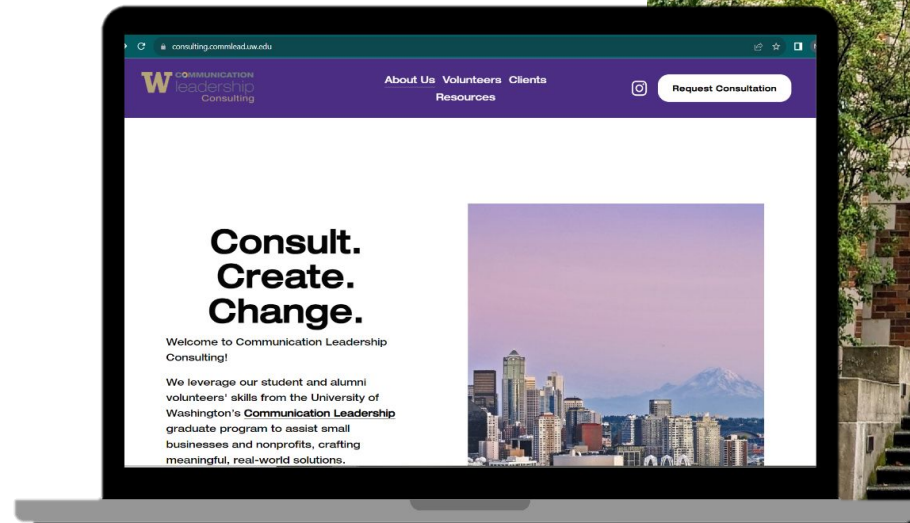 consulting.commlead.uw.edu
W COMMUNICATION
leadership
Consulting
About Us Volunteers Clients
Resources
Request Consultation
Consult.
Create.
Change.
Welcome to Communication Leadership
Consulting!
We leverage our student and alumni
volunteers' skills from the University of
Washington's Communication Leadership
graduate program to assist small
businesses and nonprofits, crafting
meaningful, real-world solutions.